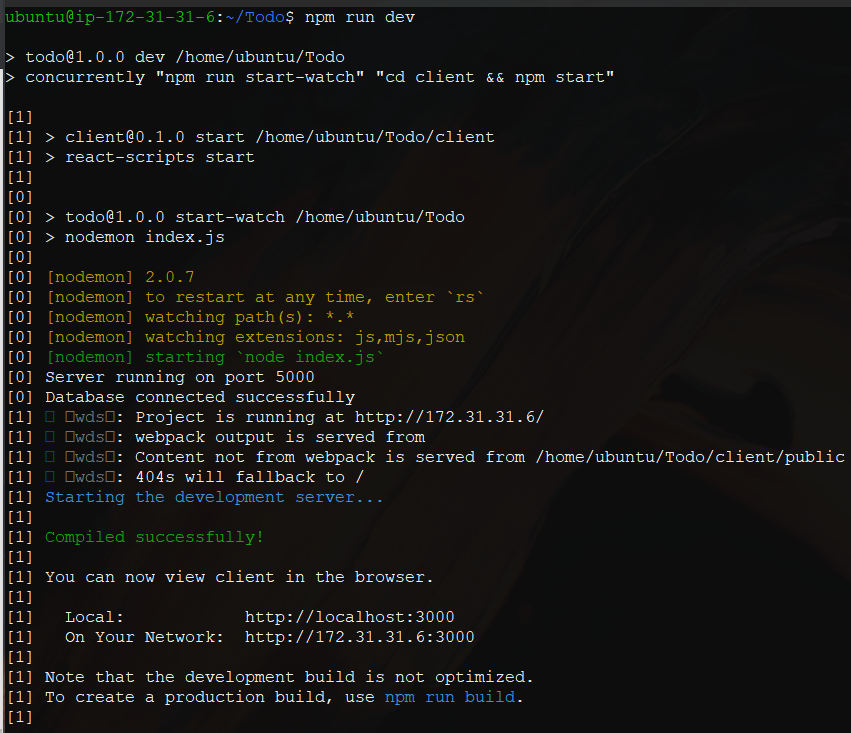 ubuntu@ip-172-31-31-6:~/Todo$ npm run dev
> todo@1.0.0 dev /home/ubuntu/Todo
> concurrently "npm run start-watch" "cd client && npm start"
[1]
[1] > client@0.1.0 start /home/ubuntu/Todo/client
[1] > react-scripts start
[1]
[0]
[0] > todo@1.0.0 start-watch /home/ubuntu/Todo
[0] > nodemon index.js
[0]
[0] [nodemon] 2.0.7
[0] [nodemon] to restart at any time, enter `rs`
[0] [nodemon] watching path(s): *.*
[0] [nodemon] watching extensions: js,mjs,json
[0] [nodemon] starting `node index.js`
[0] Server running on port 5000
[0] Database connected successfully
[1] □ □wds□: Project is running at http://172.31.31.6/
[1] □ □wds□: webpack output is served from
[1] □ □wds□: Content not from webpack is served from /home/ubuntu/Todo/client/public
[1] □ □wds□: 404s will fallback to /
[1] Starting the development server...
[1]
[1] Compiled successfully!
[1]
[1] You can now view client in the browser.
[1]
[1]   Local:            http://localhost:3000
[1]   On Your Network:  http://172.31.31.6:3000
[1]
[1] Note that the development build is not optimized.
[1] To create a production build, use npm run build.
[1]